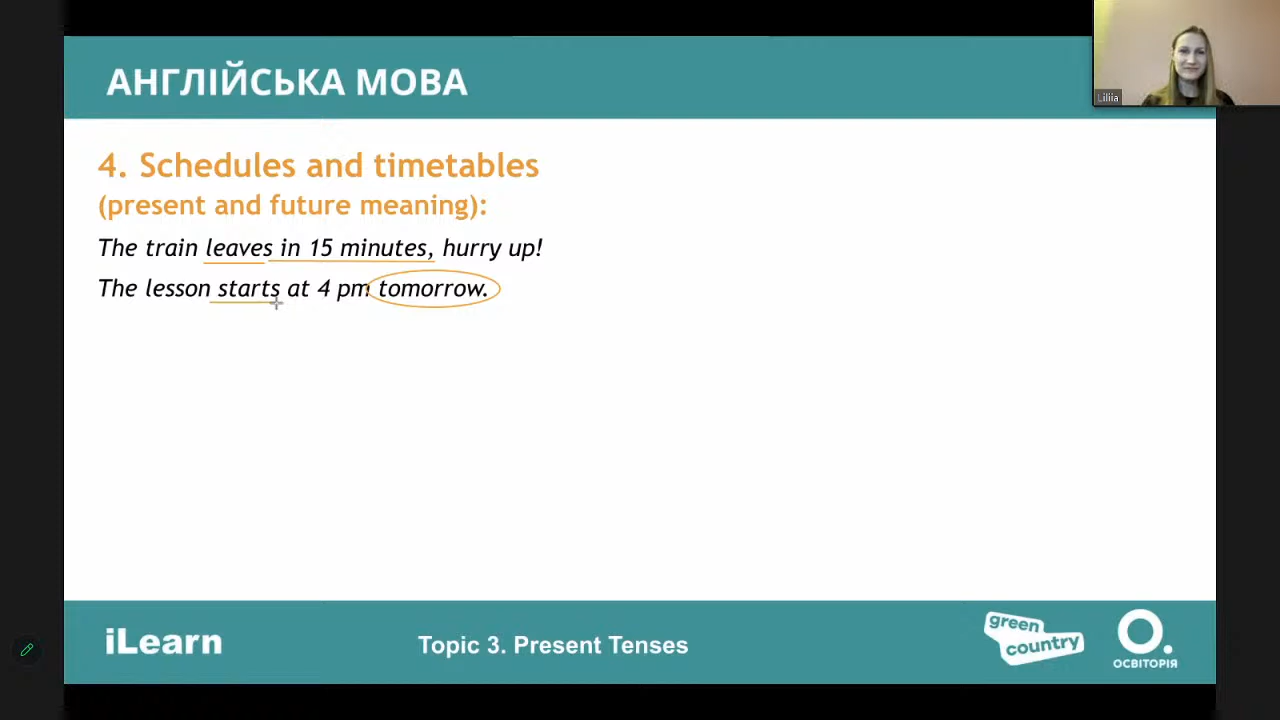 АНГЛІЙСЬКА МОВА
Liliia
4. Schedules and timetables
(present and future meaning):
The train leaves in 15 minutes, hurry up!
The lesson starts at 4 pm tomorrow.
iLearn
Topic 3. Present Tenses
green
country
ОСВІТОРІЯ